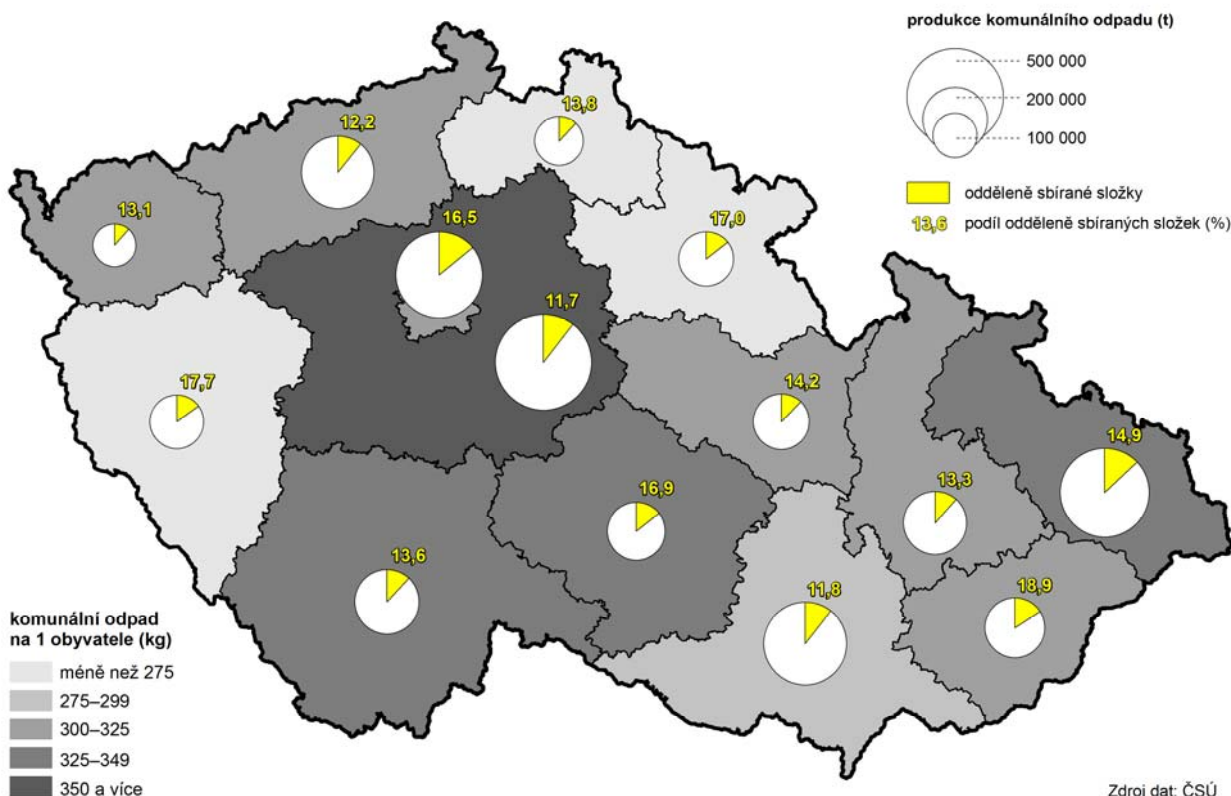 produkce komunálního odpadu (t)
500 000
200 000
100 000
odděleně sbírané složky
13,6 podíl odděleně sbíraných složek (%)
13,8
12,2
13,1
16,5
17,0
11,7
17,7
14,2
14,9
13,3
16,9
13,6
11,8
18,9
komunální odpad
na 1 obyvatele (kg)
méně než 275
275–299
300–325
325–349
350 a více
Zdroj dat: ČSÚ